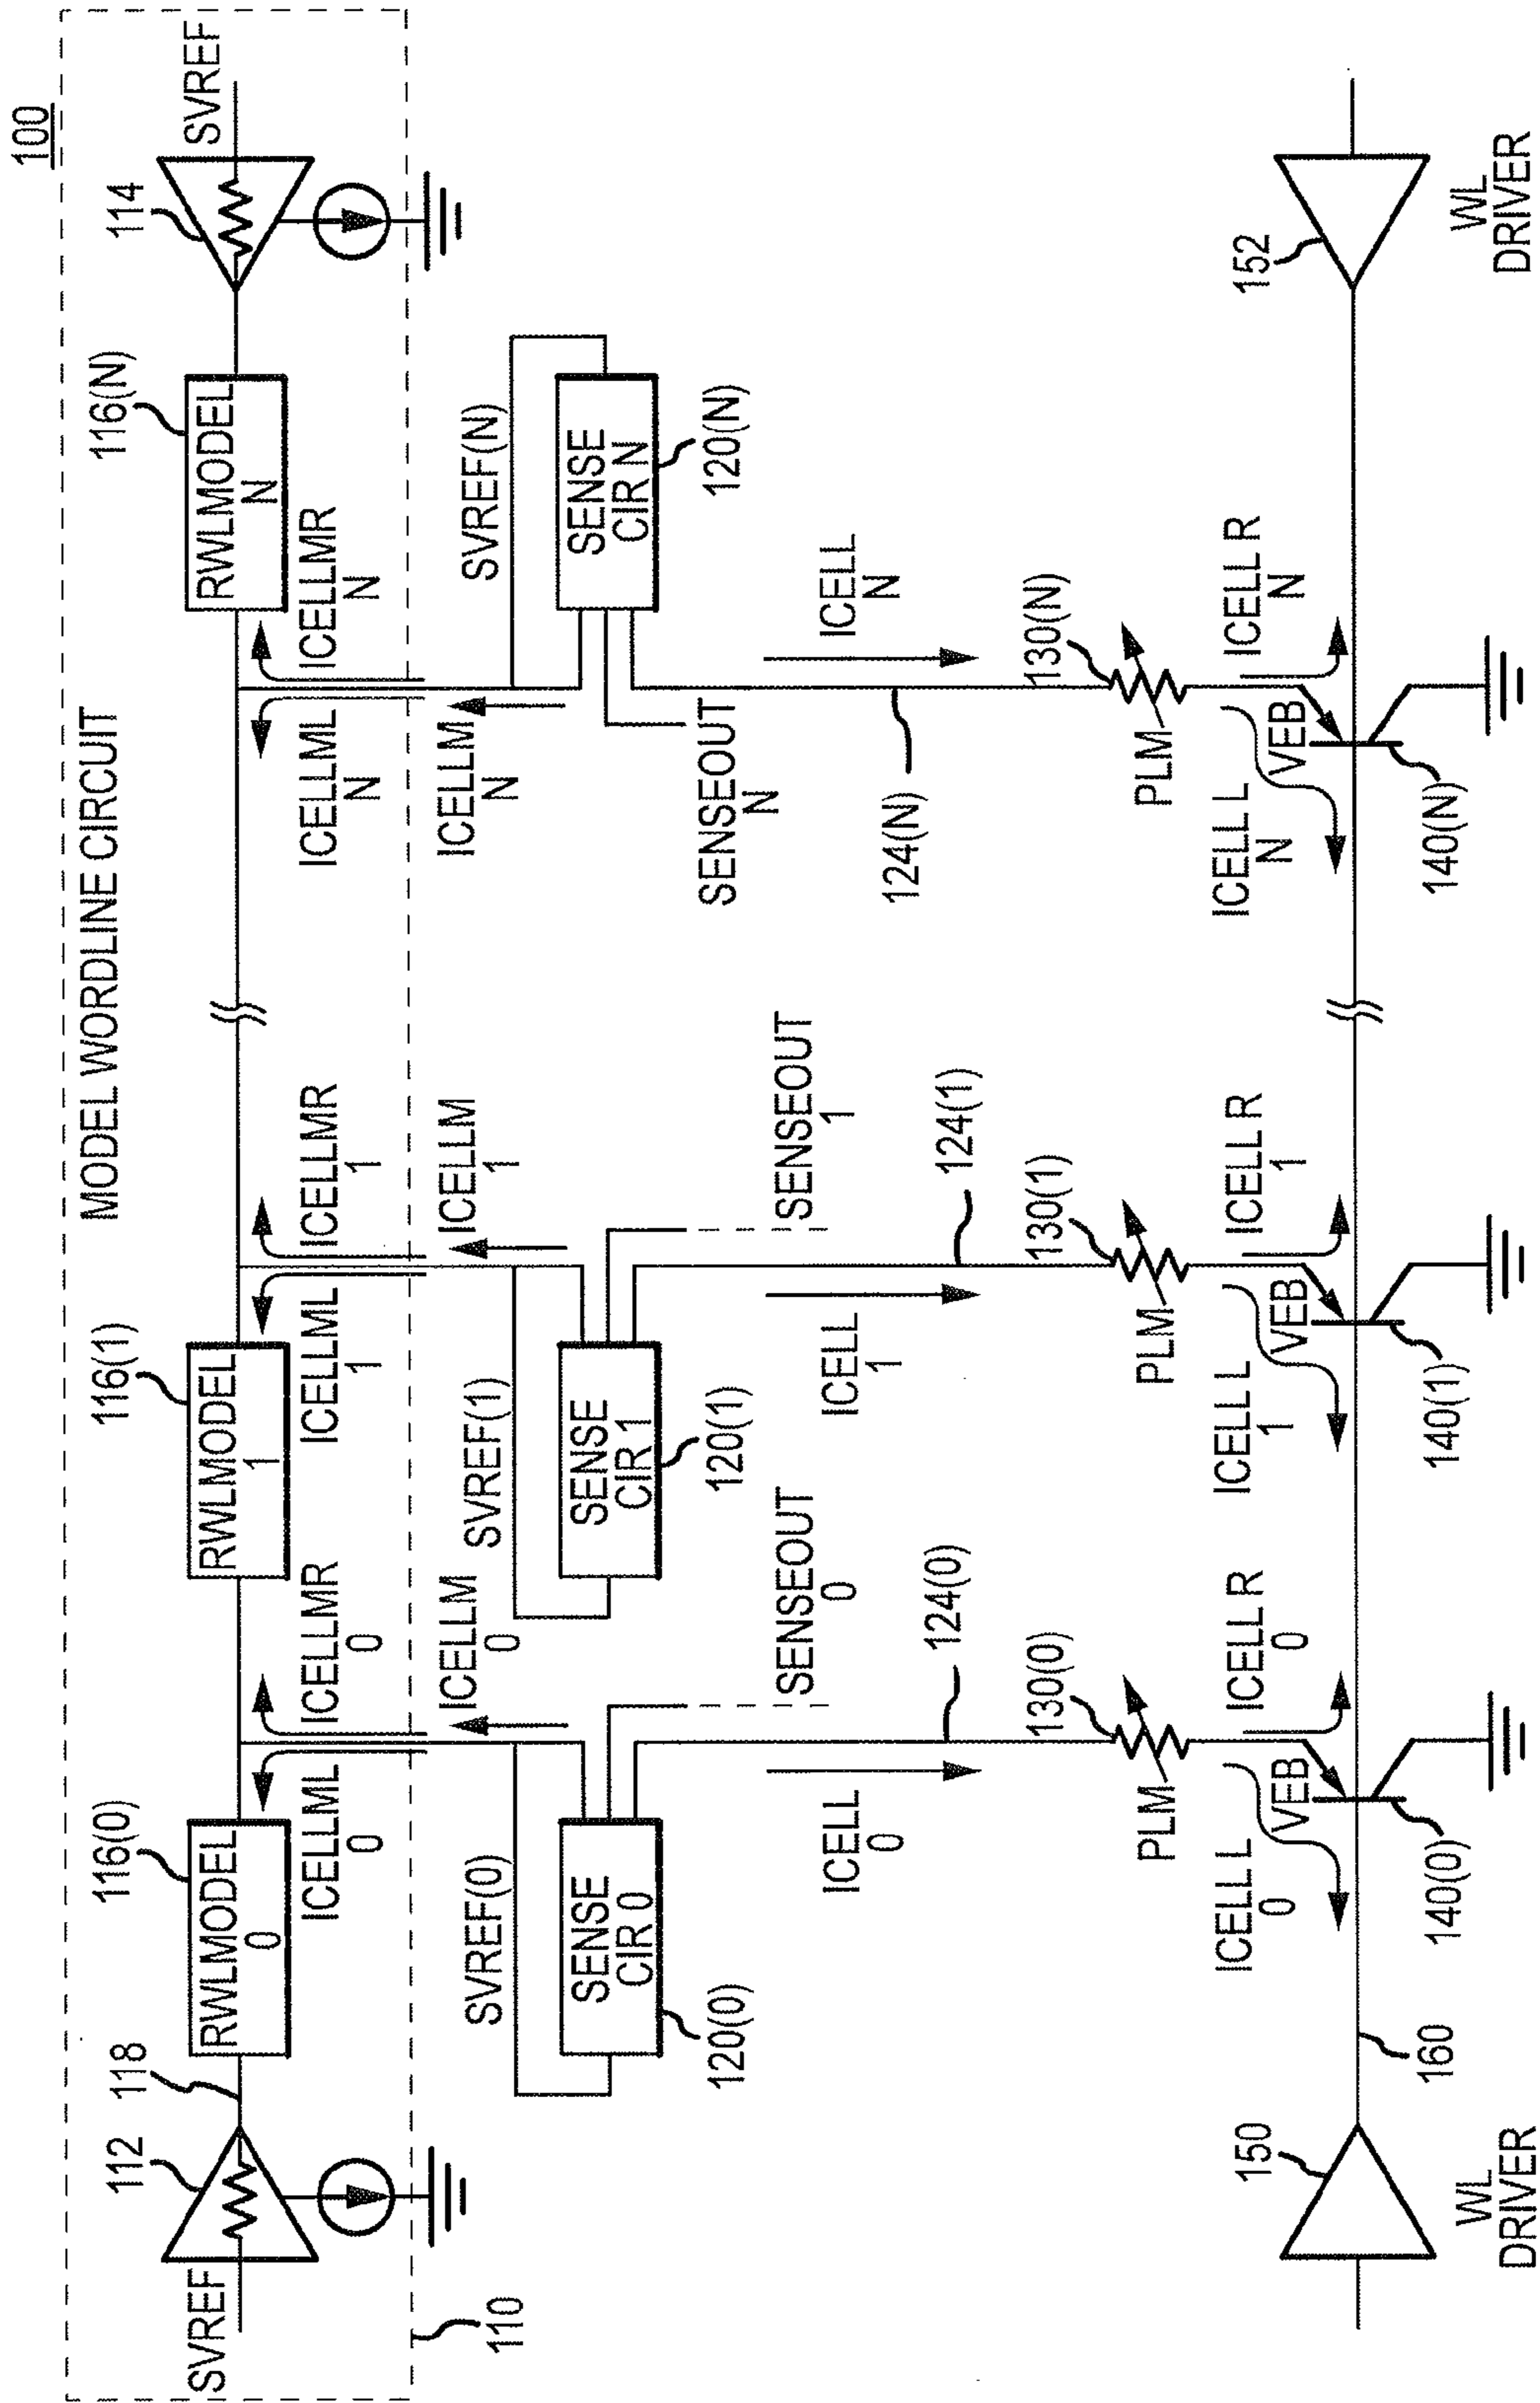 100
MODEL WORDLINE CIRCUIT
SVREF
112
118
116(0)
RWLMODEL
0
116(1)
RWLMODEL
1
116(N)
RWLMODEL
N
114
SVREF
110
ICELLML
0
ICELLMR
0
ICELLML
1
ICELLMR
1
ICELLML
N
ICELLMR
N
ICELLM
0
ICELLM
1
ICELLM
N
SVREF(0)
SVREF(1)
SVREF(N)
SENSE
CIR 0
120(0)
SENSE
CIR 1
120(1)
SENSE
CIR N
120(N)
SENSEOUT
0
SENSEOUT
1
SENSEOUT
N
ICELL
0
124(0)
ICELL
1
124(1)
124(N)
ICELL
N
PLM
130(0)
PLM
130(1)
PLM
130(N)
ICELL L
0
VEB
ICELL R
0
ICELL L
1
VEB
ICELL R
1
ICELL L
N
VEB
ICELL R
N
150
WL
DRIVER
160
140(0)
140(1)
140(N)
152
WL
DRIVER